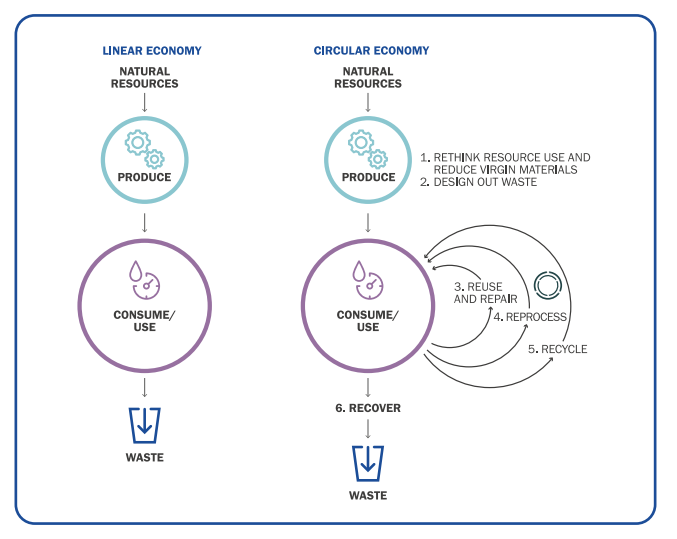 LINEAR ECONOMY
NATURAL
RESOURCES
PRODUCE
CONSUME/
USE
WASTE
CIRCULAR ECONOMY
NATURAL
RESOURCES
PRODUCE
1. RETHINK RESOURCE USE AND
REDUCE VIRGIN MATERIALS
2. DESIGN OUT WASTE
CONSUME/
USE
3. REUSE
AND REPAIR
4. REPROCESS
5. RECYCLE
6. RECOVER
WASTE